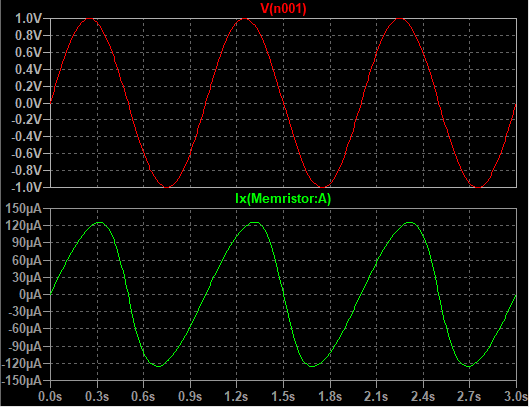 V(n001)
1.0V
0.8V
0.6V
0.4V
0.2V
0.0V
-0.2V
-0.4V
-0.6V
-0.8V
-1.0V
Ix(Memristor:A)
150µA
120µA
90µA
60µA
30µA
0µA
-30µA
-60µA
-90µA
-120µA
-150µA
0.0s 0.3s 0.6s 0.9s 1.2s 1.5s 1.8s 2.1s 2.4s 2.7s 3.0s